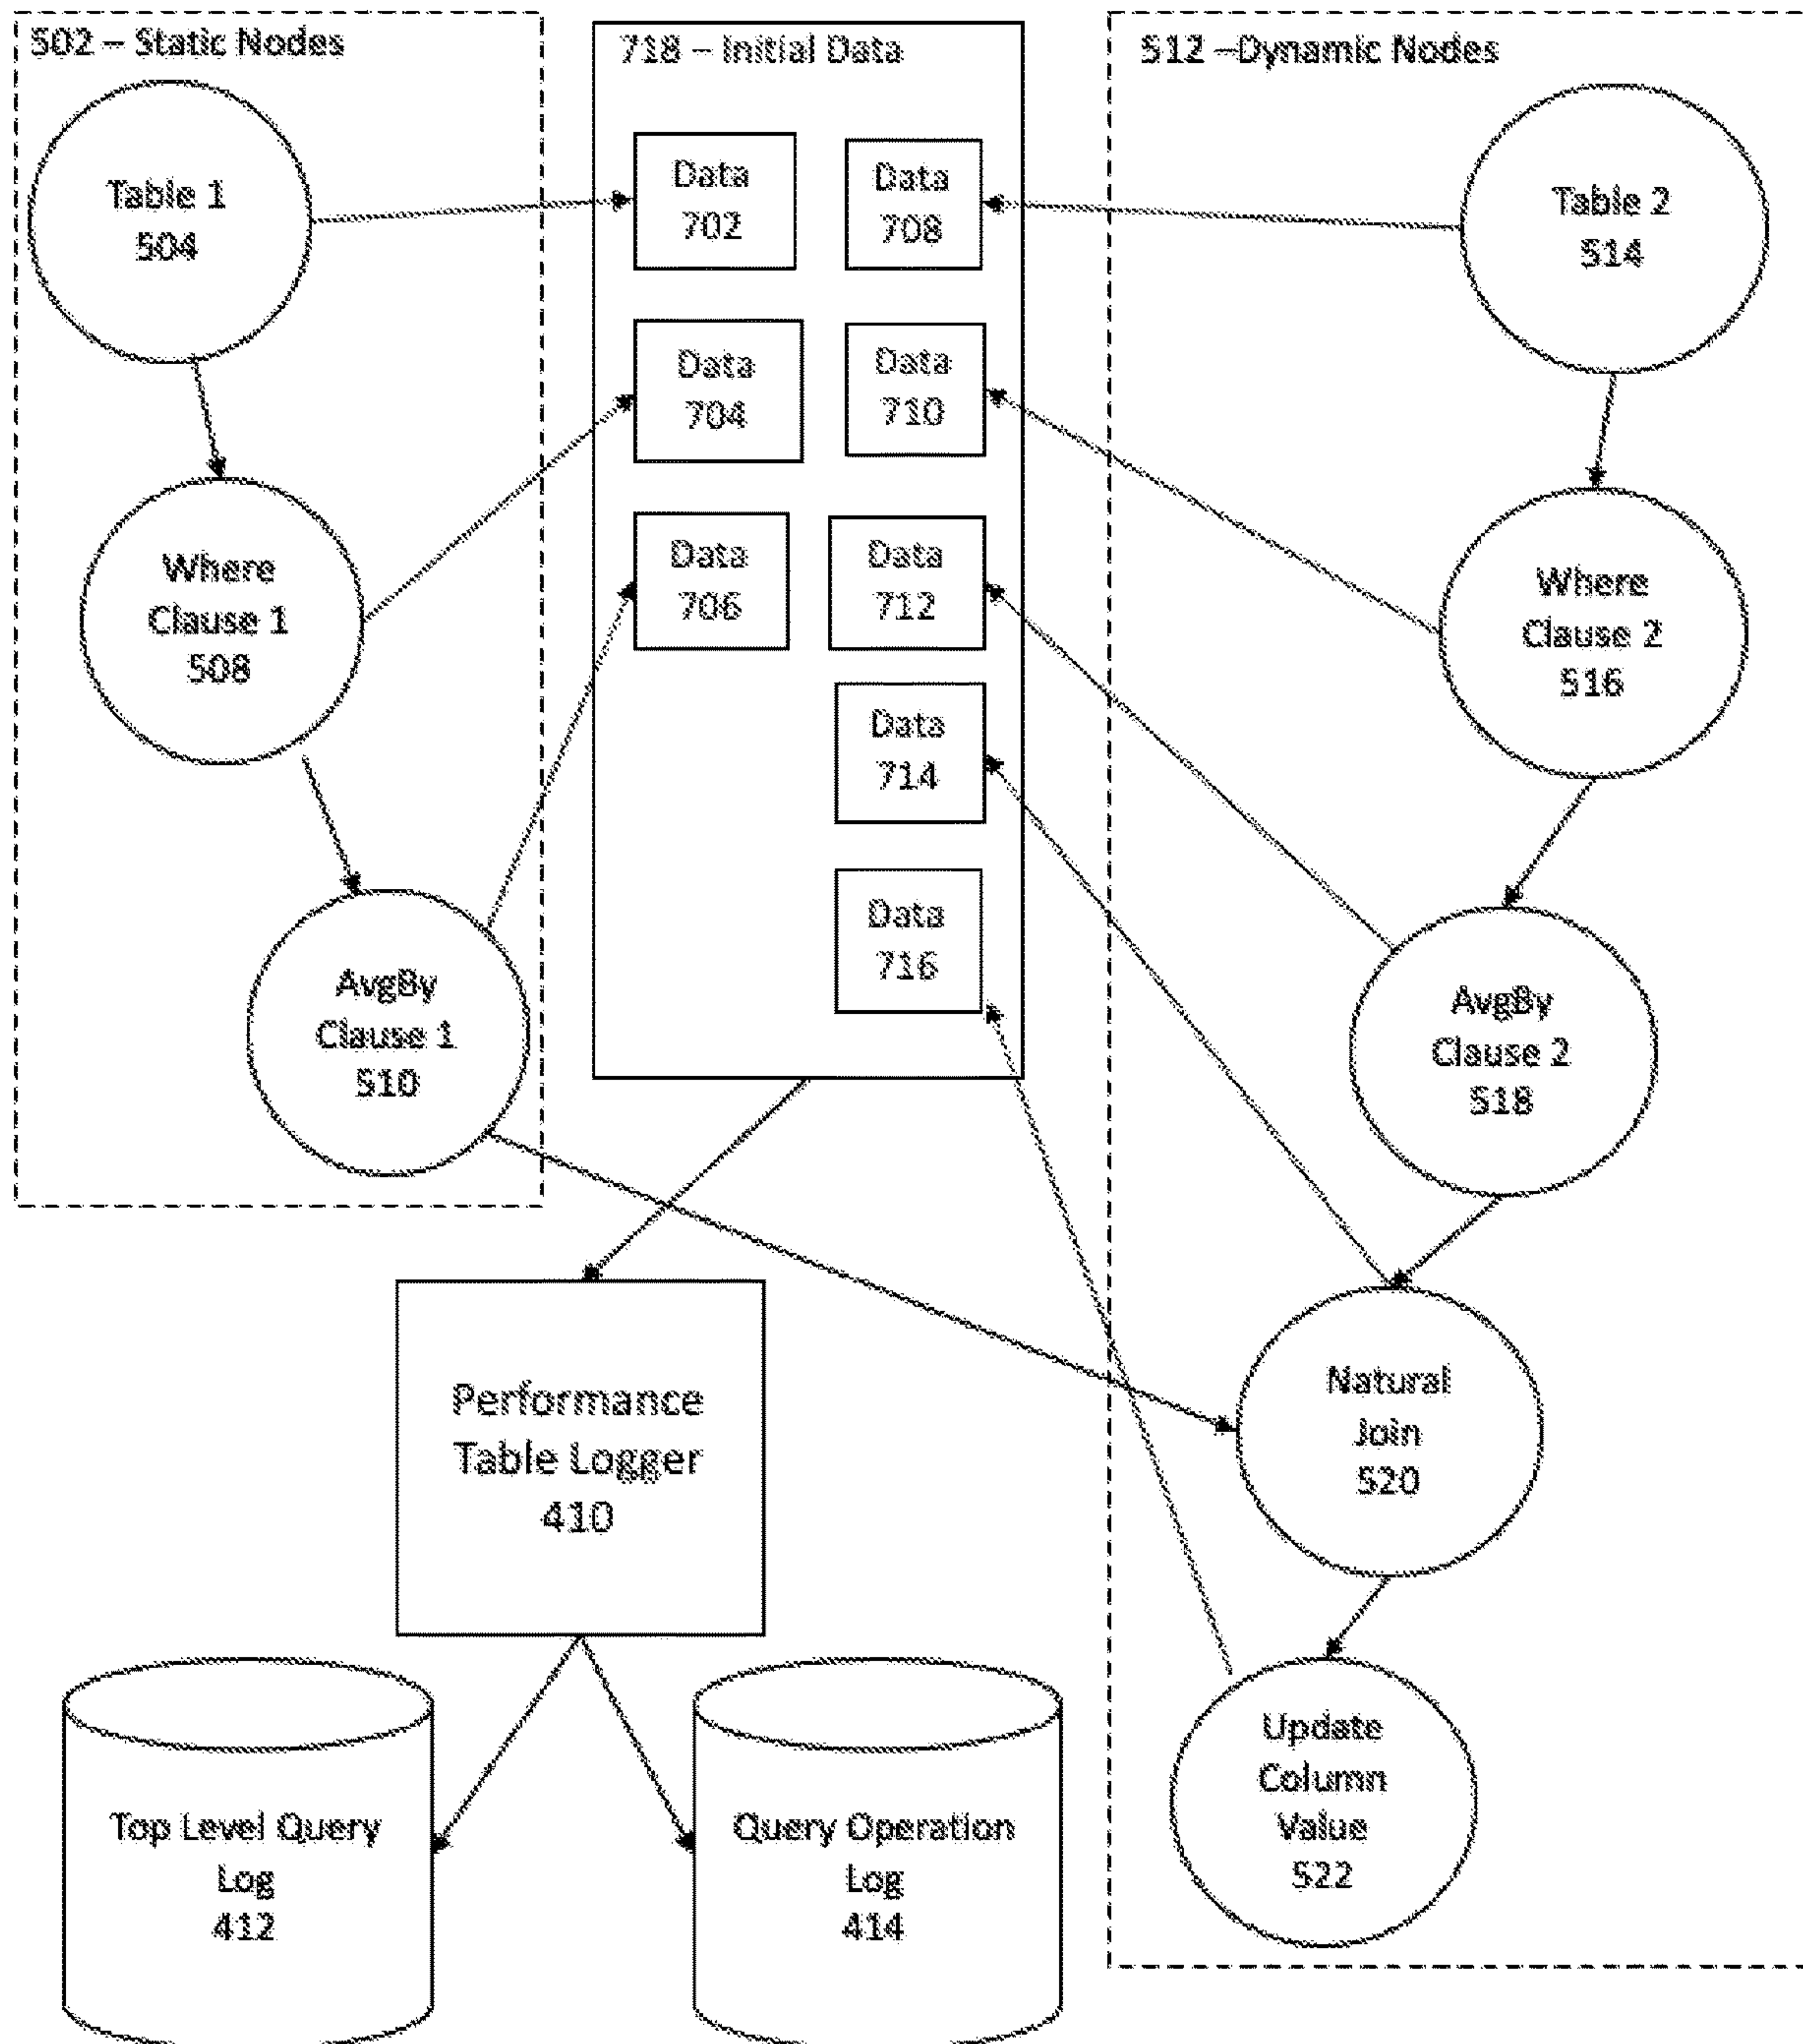 502 – Static Nodes
Table 1
504
Where
Clause 1
508
AvgBy
Clause 1
510
718 – Initial Data
Data
702
Data
708
Data
704
Data
710
Data
706
Data
712
Data
714
Data
716
512 –Dynamic Nodes
Table 2
514
Where
Clause 2
516
AvgBy
Clause 2
518
Natural
Join
520
Update
Column
Value
522
Performance
Table Logger
410
Top Level Query
Log
412
Query Operation
Log
414